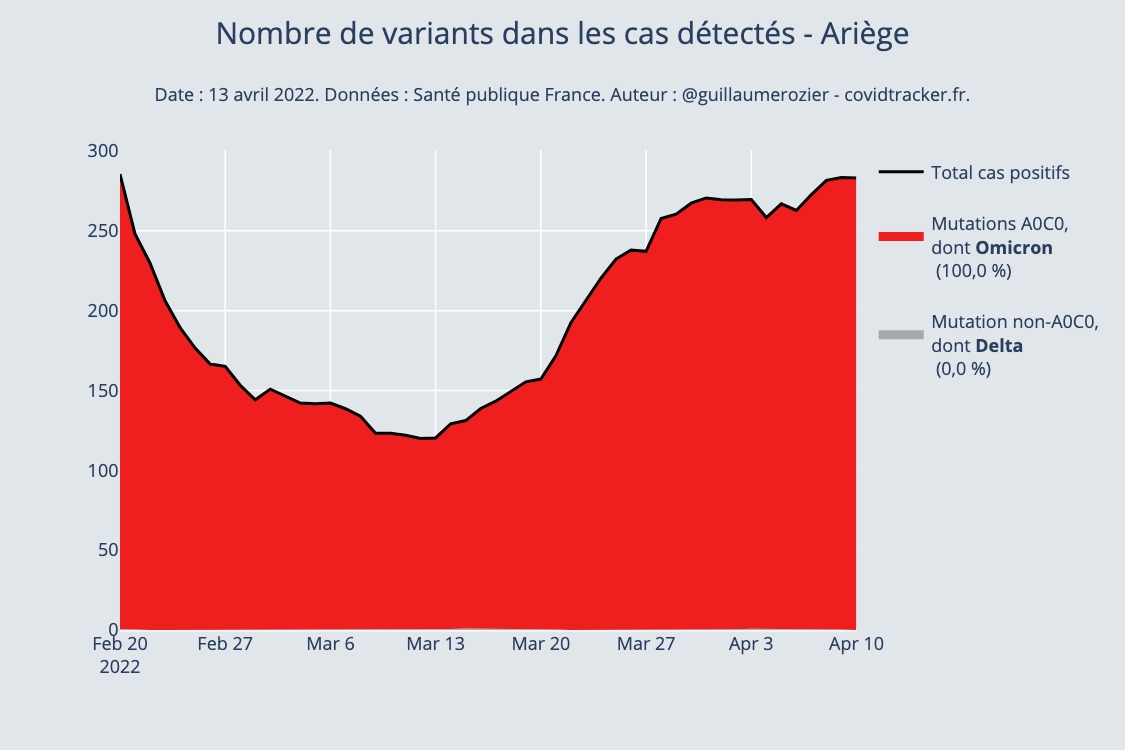 Nombre de variants dans les cas détectés - Ariège
Date : 13 avril 2022. Données : Santé publique France. Auteur : @guillaumerozier - covidtracker.fr.
300
250
200
150
100
50
0
Feb 20
2022
Feb 27
Mar 6
Mar 13
Mar 20
Mar 27
Apr 3
Apr 10
Total cas positifs
Mutations A0C0,
dont Omicron
(100,0 %)
Mutation non-A0C0,
dont Delta
(0,0 %)